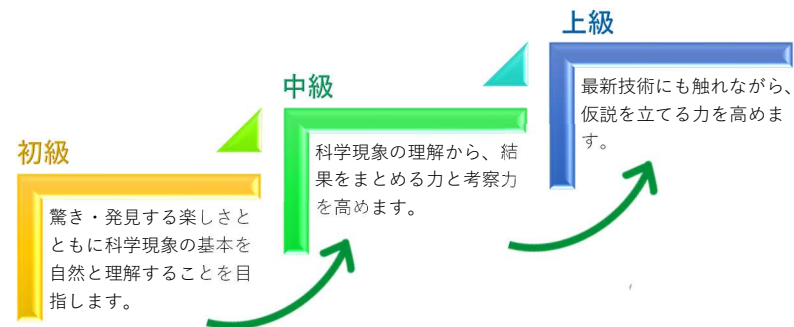 初級
驚き・発見する楽しさと
ともに科学現象の基本を
自然と理解することを目
指します。
中級
科学現象の理解から、結
果をまとめる力と考察力
を高めます。
上級
最新技術にも触れながら、
仮説を立てる力を高めま
す。